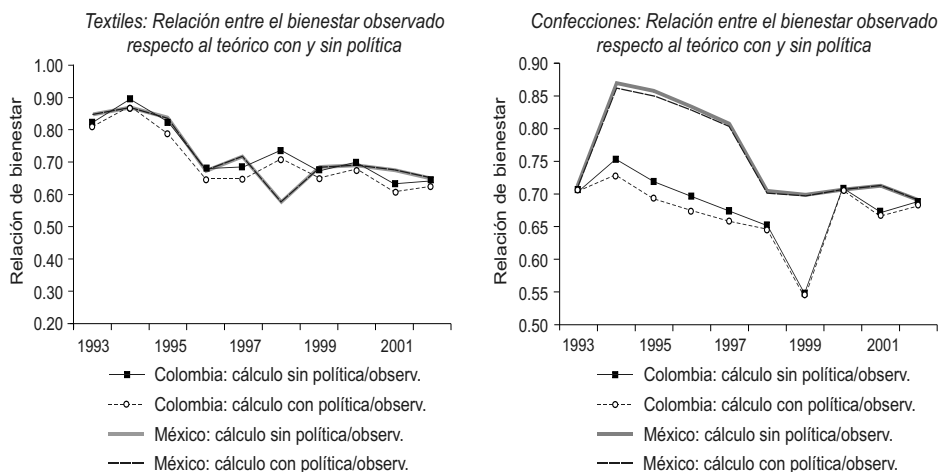 Textiles: Relación entre el bienestar observado
respecto al teórico con y sin política
1.00
0.90
0.80
0.70
0.60
0.50
0.40
0.30
0.20
Relación de bienestar
1993
1995
1997
1999
2001
Colombia: cálculo sin política/observ.
Colombia: cálculo con política/observ.
México: cálculo sin política/observ.
México: cálculo con política/observ.
Confecciones: Relación entre el bienestar observado
respecto al teórico con y sin política
0.90
0.85
0.80
0.75
0.70
0.65
0.60
0.55
0.50
Relación de bienestar
1993
1995
1997
1999
2001
Colombia: cálculo sin política/observ.
Colombia: cálculo con política/observ.
México: cálculo sin política/observ.
México: cálculo con política/observ.